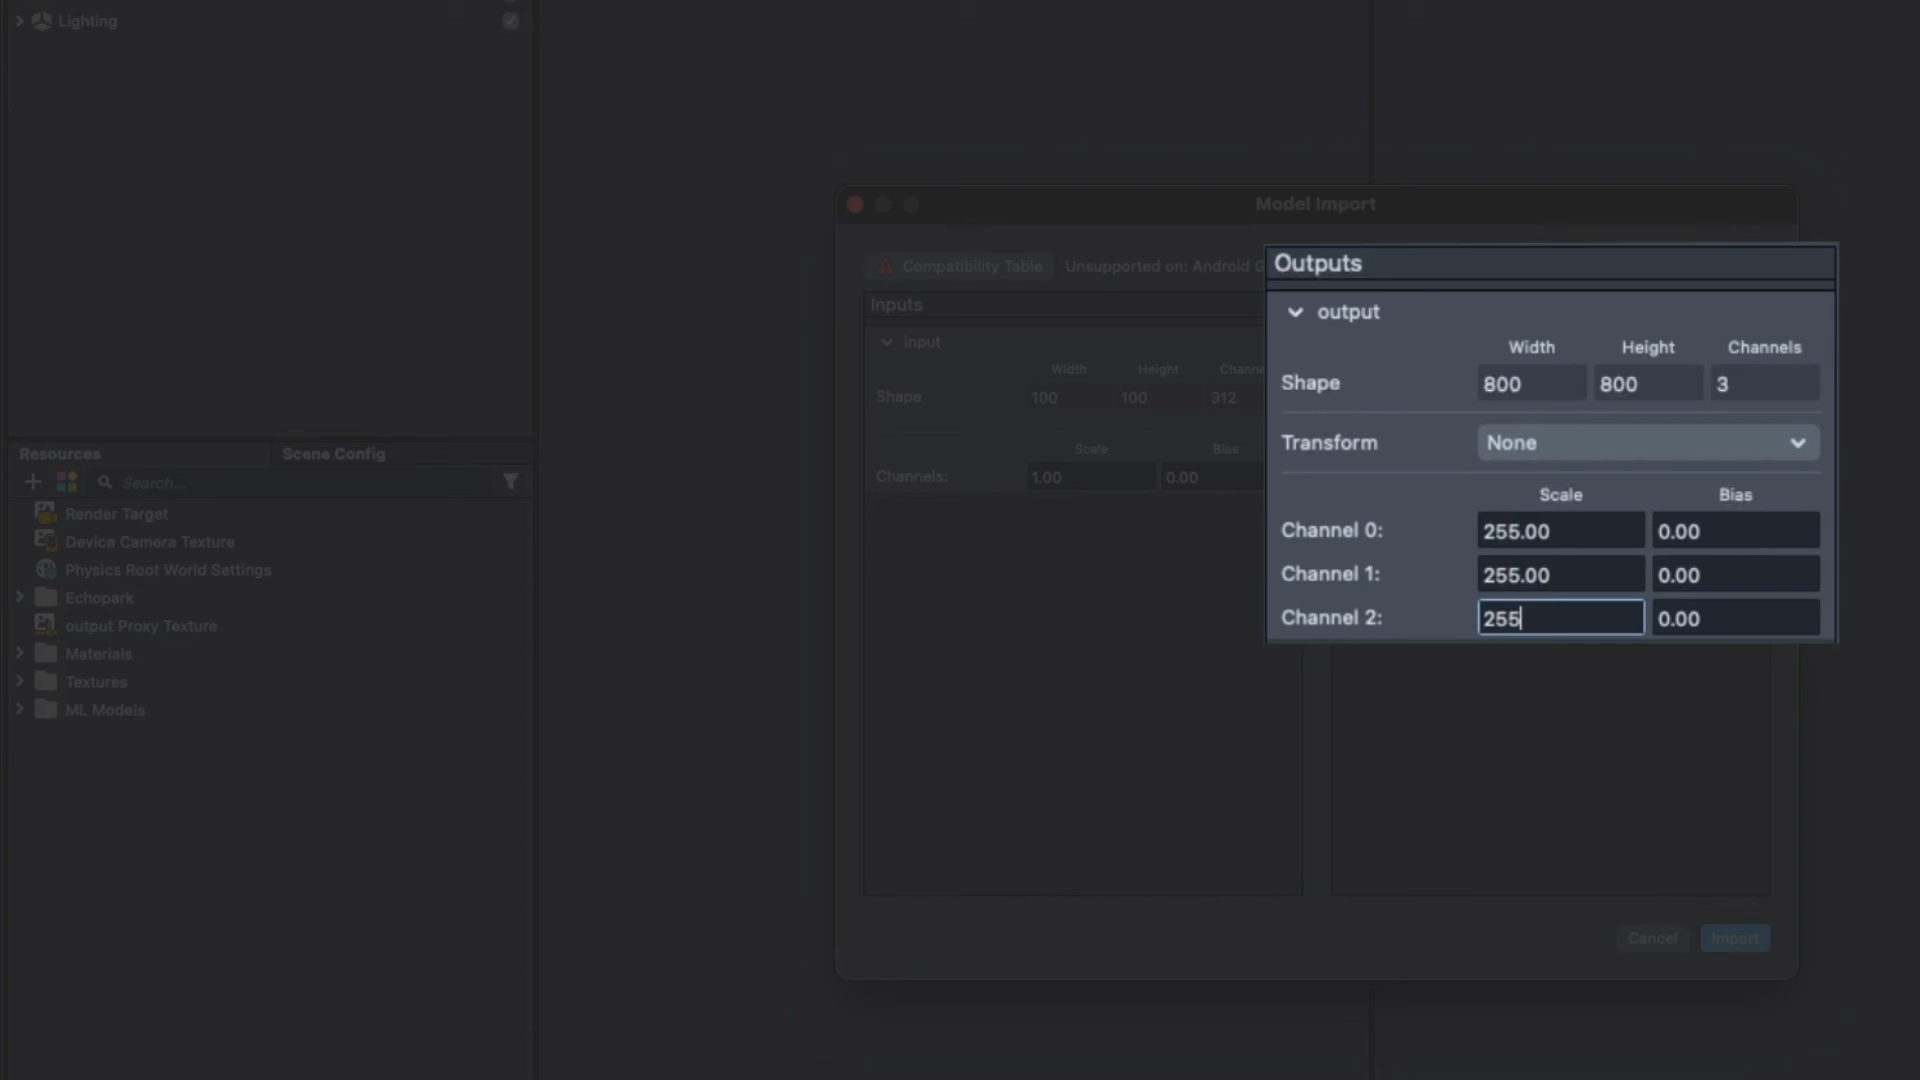 Lighting
Model Import
Compatibility Table Unsupported on: Android G
Outputs
Inputs
output
input
Width Height Channels
Shape 800 800 3
Width Height Channe
Shape 100 100 312
Transform None
Scale Bias
Channels: 1.00 0.00
Scale Bias
Channel 0: 255.00 0.00
Channel 1: 255.00 0.00
Channel 2: 255 0.00
Resources Scene Config
Search...
Render Target
Device Camera Texture
Physics Root World Settings
Echopark
output Proxy Texture
Materials
Textures
ML Models
Cancel Import